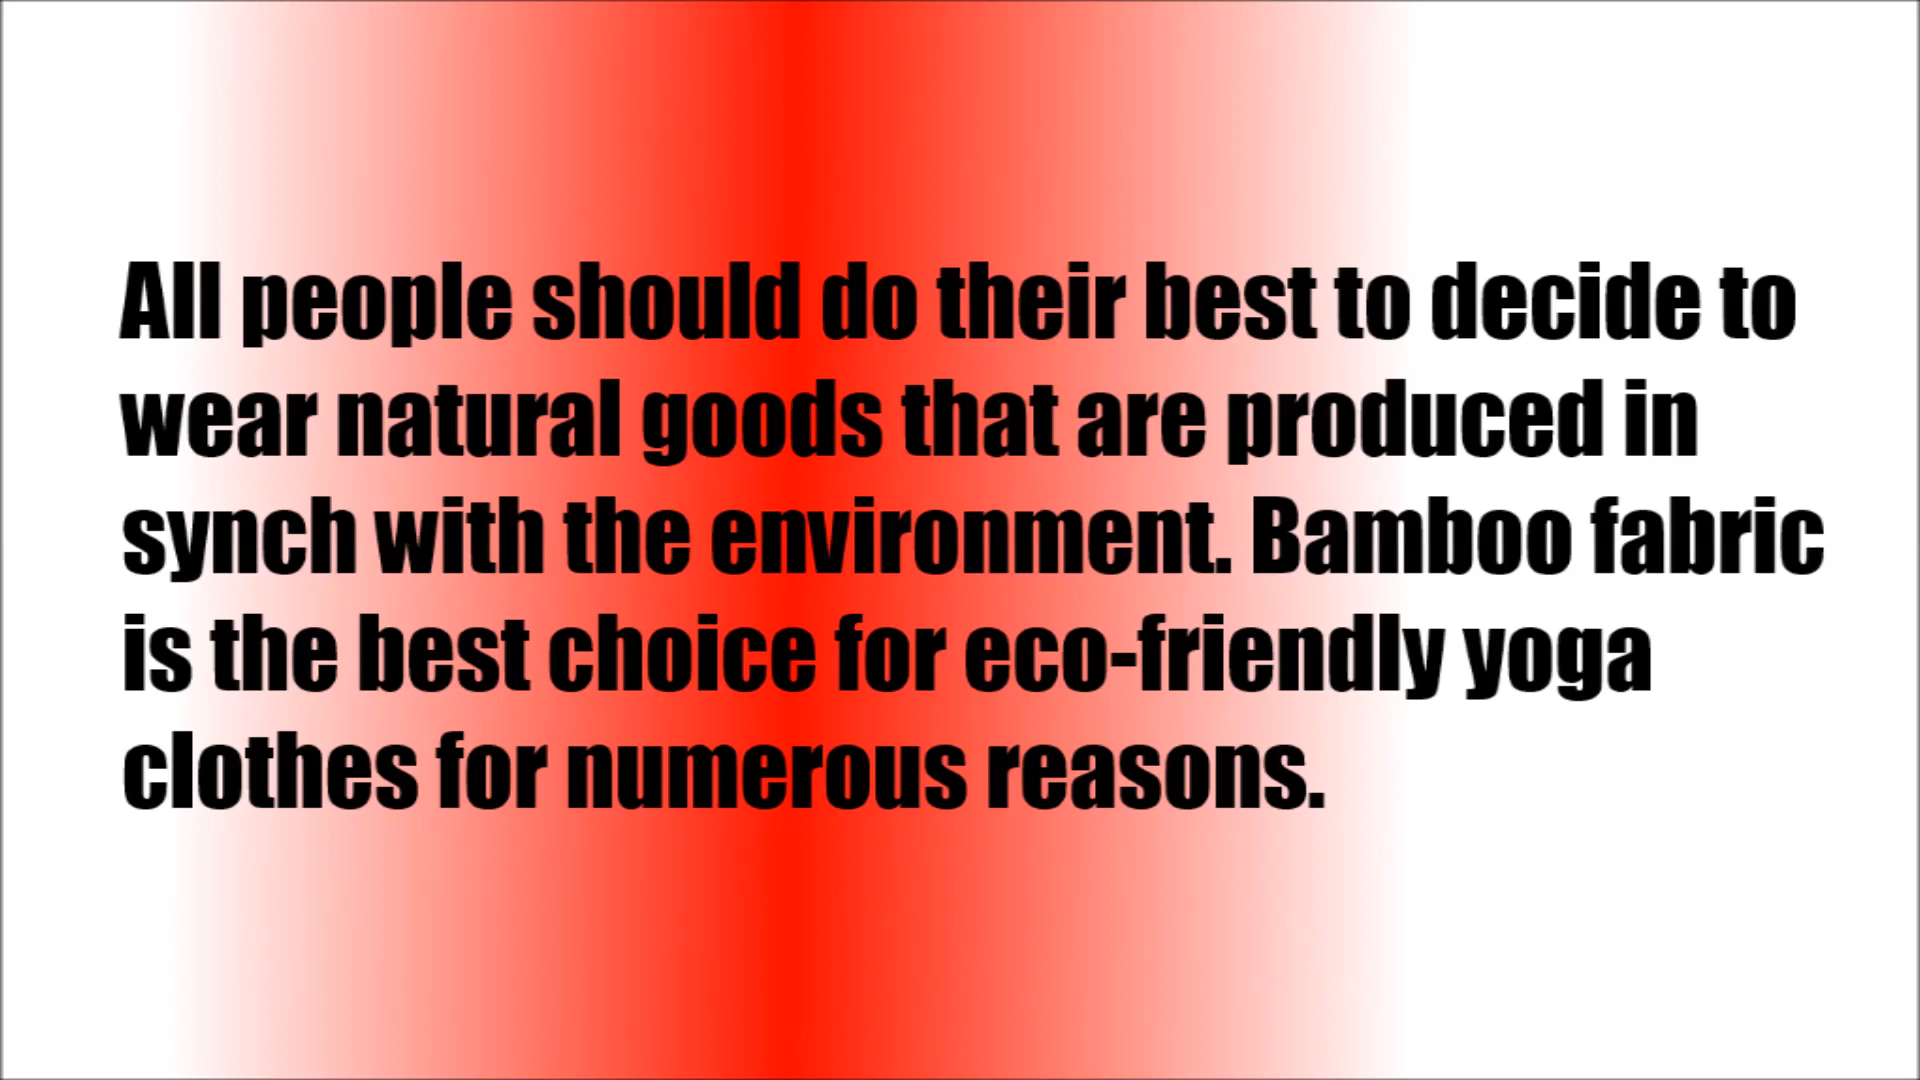 All people should do their best to decide to
wear natural goods that are produced in
synch with the environment. Bamboo fabric
is the best choice for eco-friendly yoga
clothes for numerous reasons.